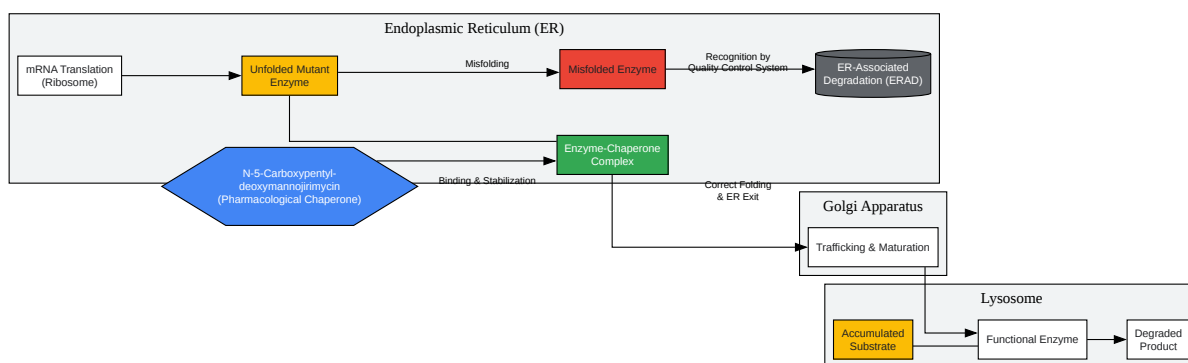 Endoplasmic Reticulum (ER)
mRNA Translation
(Ribosome)
Unfolded Mutant
Enzyme
Misfolding
Misfolded Enzyme
Recognition by
Quality Control System
ER-Associated
Degradation (ERAD)
Enzyme-Chaperone
Complex
N-5-Carboxypentyl-
deoxymannojirimycin
(Pharmacological Chaperone)
Binding & Stabilization
Correct Folding
& ER Exit
Golgi Apparatus
Trafficking & Maturation
Lysosome
Accumulated
Substrate
Functional Enzyme
Degraded
Product